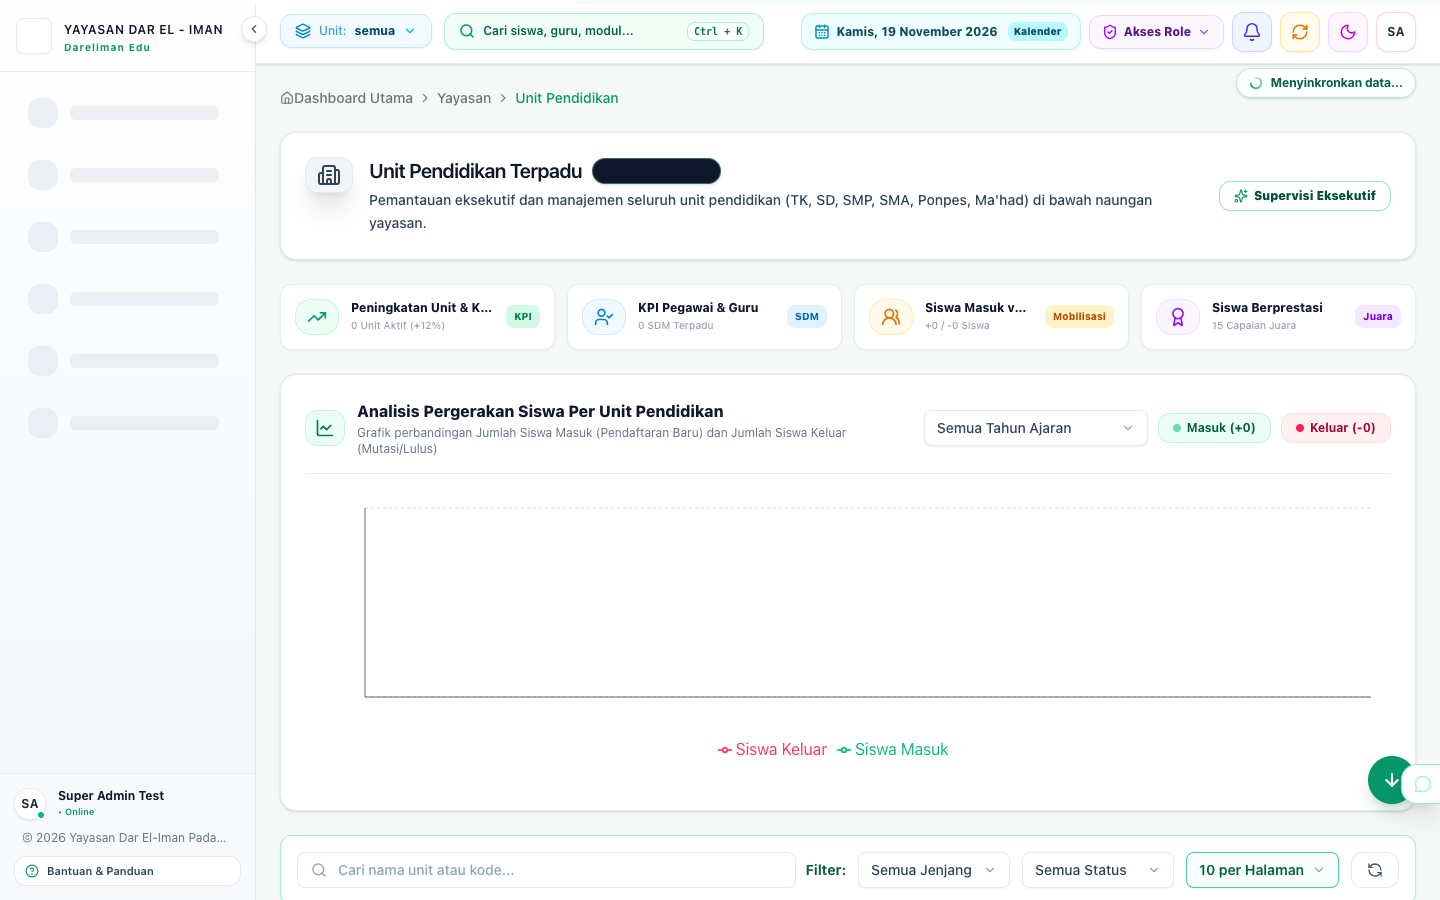 YAYASAN DAR EL - IMAN
Dareliman Edu
Unit: semua
Cari siswa, guru, modul...
Ctrl + K
Kamis, 19 November 2026
Kalender
Akses Role
SA
Menyinkronkan data...
Dashboard Utama
Yayasan
Unit Pendidikan
Unit Pendidikan Terpadu
Pemantauan eksekutif dan manajemen seluruh unit pendidikan (TK, SD, SMP, SMA, Ponpes, Ma'had) di bawah naungan
yayasan.
Supervisi Eksekutif
Peningkatan Unit & K...
0 Unit Aktif (+12%)
KPI
KPI Pegawai & Guru
0 SDM Terpadu
SDM
Siswa Masuk v...
+0 / -0 Siswa
Mobilisasi
Siswa Berprestasi
15 Capaian Juara
Juara
Analisis Pergerakan Siswa Per Unit Pendidikan
Grafik perbandingan Jumlah Siswa Masuk (Pendaftaran Baru) dan Jumlah Siswa Keluar
(Mutasi/Lulus)
Semua Tahun Ajaran
Masuk (+0)
Keluar (-0)
Siswa Keluar
Siswa Masuk
SA
Super Admin Test
• Online
© 2026 Yayasan Dar El-Iman Pada...
Bantuan & Panduan
Cari nama unit atau kode...
Filter:
Semua Jenjang
Semua Status
10 per Halaman